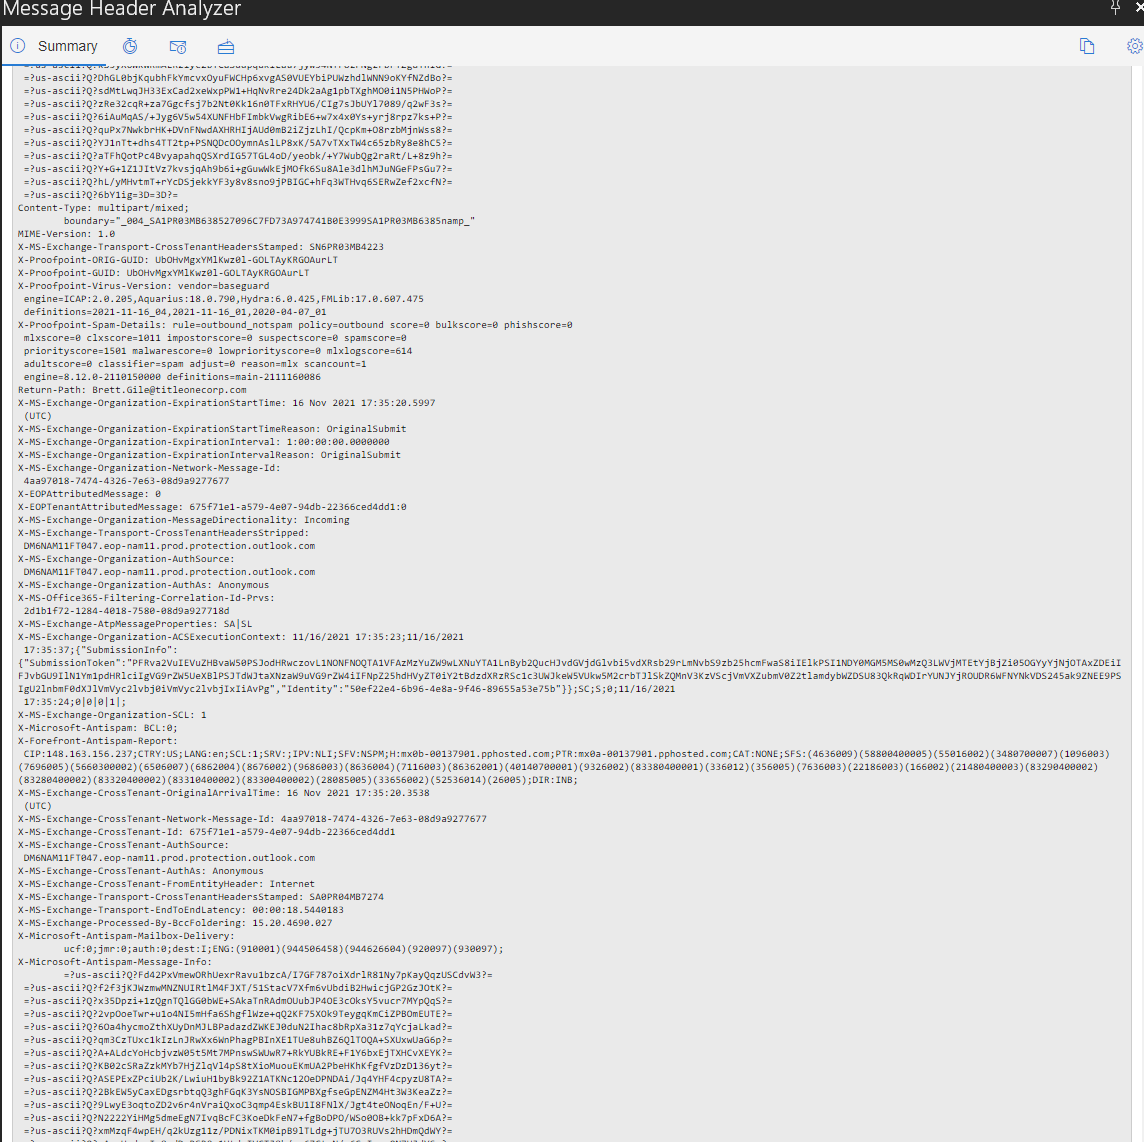 Message Header Analyzer
Summary
=?us-ascii?Q?DhGL0bjKqubhFkYmcvxOyuFWCHp6xvgAS0VUEYbiPUWzhdlWNN9oKYfNZdBo?=
=?us-ascii?Q?sdMtLwqJH33ExCad2xeWxpPW1+HqNvRre24Dk2aAg1pbTXghMO0i1N5PHWoP?=
=?us-ascii?Q?zRe32cqR+za7Ggcfsj7b2Nt0Kk16n0TFxRHYU6/CIg7sJbUYl7089/q2wF3s?=
=?us-ascii?Q?6iAuMqAS/+Jyg6V5w54XUNFHbFImbkVwgRibE6+w7x4x0Ys+yrj8rpz7ks+P?=
=?us-ascii?Q?quPx7NwkbrHK+DVnFNwdAXHRHIjAUd0mB2iZjzLhI/QcpKm+O8rzbMjnWss8?=
=?us-ascii?Q?YJ1nTt+dhs4TT2tp+PSNQDcOOymnAslLP8xK/5A7vTXxTW4c65zbRy8e8hC5?=
=?us-ascii?Q?aTFhQotPc4BvyapahqQSXrdIG57TGL4oD/yeobk/+Y7WubQg2raRt/L+8z9h?=
=?us-ascii?Q?Y+G+1Z1JItVz7kvsjqAh9b6i+gGuwWkEjMOfk6Su8Ale3dlhMJuNGeFPsGu7?=
=?us-ascii?Q?hL/yMHvtmT+rYcDSjekkYF3y8v8sno9jPBIGC+hFq3WTHvq6SERwZef2xcfN?=
=?us-ascii?Q?6bY1ig=3D=3D?=
Content-Type: multipart/mixed;
boundary="_004_SA1PR03MB638527096C7FD73A974741B0E3999SA1PR03MB6385namp_"
MIME-Version: 1.0
X-MS-Exchange-Transport-CrossTenantHeadersStamped: SN6PR03MB4223
X-Proofpoint-ORIG-GUID: UbOHvMgxYMlKwz0l-GOLTAyKRGOAurLT
X-Proofpoint-GUID: UbOHvMgxYMlKwz0l-GOLTAyKRGOAurLT
X-Proofpoint-Virus-Version: vendor=baseguard
engine=ICAP:2.0.205,Aquarius:18.0.790,Hydra:6.0.425,FMLib:17.0.607.475
definitions=2021-11-16_04,2021-11-16_01,2020-04-07_01
X-Proofpoint-Spam-Details: rule=outbound_notspam policy=outbound score=0 bulkscore=0 phishscore=0
mlxscore=0 clxscore=1011 impostorscore=0 suspectscore=0 spamscore=0
priorityscore=1501 malwarescore=0 lowpriorityscore=0 mlxlogscore=614
adultscore=0 classifier=spam adjust=0 reason=mlx scancount=1
engine=8.12.0-2110150000 definitions=main-2111160086
Return-Path: Brett.Gile@titleonecorp.com
X-MS-Exchange-Organization-ExpirationStartTime: 16 Nov 2021 17:35:20.5997
(UTC)
X-MS-Exchange-Organization-ExpirationStartTimeReason: OriginalSubmit
X-MS-Exchange-Organization-ExpirationInterval: 1:00:00:00.0000000
X-MS-Exchange-Organization-ExpirationIntervalReason: OriginalSubmit
X-MS-Exchange-Organization-Network-Message-Id:
4aa97018-7474-4326-7e63-08d9a9277677
X-EOPAttributedMessage: 0
X-EOPTenantAttributedMessage: 675f71e1-a579-4e07-94db-22366ced4dd1:0
X-MS-Exchange-Organization-MessageDirectionality: Incoming
X-MS-Exchange-Transport-CrossTenantHeadersStripped:
DM6NAM11FT047.eop-nam11.prod.protection.outlook.com
X-MS-Exchange-Organization-AuthSource:
DM6NAM11FT047.eop-nam11.prod.protection.outlook.com
X-MS-Exchange-Organization-AuthAs: Anonymous
X-MS-Office365-Filtering-Correlation-Id-Prvs:
2d1b1f72-1284-4018-7580-08d9a927718d
X-MS-Exchange-AtpMessageProperties: SA|SL
X-MS-Exchange-Organization-ACSExecutionContext: 11/16/2021 17:35:23;11/16/2021
17:35:37;{"SubmissionInfo":
IgU2lnbmF0dXJlVmVyc2lvbj0iVmVyc2lvbjIxIiAvPg","Identity":"50ef22e4-6b96-4e8a-9f46-89655a53e75b"}};SC;S;0;11/16/2021
17:35:24;0|0|0|1|;
X-MS-Exchange-Organization-SCL: 1
X-Microsoft-Antispam: BCL:0;
X-Forefront-Antispam-Report:
CIP:148.163.156.237;CTRY:US;LANG:en;SCL:1;SRV:;IPV:NLI;SFV:NSPM;H:mx0b-00137901.pphosted.com;PTR:mx0a-00137901.pphosted.com;CAT:NONE;SFS:(4636009)(58800400005)(55016002)(3480700007)(1096003)
(7696005)(5660300002)(6506007)(6862004)(8676002)(9686003)(8636004)(7116003)(86362001)(40140700001)(9326002)(83380400001)(336012)(356005)(7636003)(22186003)(166002)(21480400003)(83290400002)
(83280400002)(83320400002)(83310400002)(83300400002)(28085005)(33656002)(52536014)(26005);DIR:INB;
X-MS-Exchange-CrossTenant-OriginalArrivalTime: 16 Nov 2021 17:35:20.3538
(UTC)
X-MS-Exchange-CrossTenant-Network-Message-Id: 4aa97018-7474-4326-7e63-08d9a9277677
X-MS-Exchange-CrossTenant-Id: 675f71e1-a579-4e07-94db-22366ced4dd1
X-MS-Exchange-CrossTenant-AuthSource:
DM6NAM11FT047.eop-nam11.prod.protection.outlook.com
X-MS-Exchange-CrossTenant-AuthAs: Anonymous
X-MS-Exchange-CrossTenant-FromEntityHeader: Internet
X-MS-Exchange-Transport-CrossTenantHeadersStamped: SA0PR04MB7274
X-MS-Exchange-Transport-EndToEndLatency: 00:00:18.5440183
X-MS-Exchange-Processed-By-BccFoldering: 15.20.4690.027
X-Microsoft-Antispam-Mailbox-Delivery:
ucf:0;jmr:0;auth:0;dest:I;ENG:(910001)(944506458)(944626604)(920097)(930097);
X-Microsoft-Antispam-Message-Info:
=?us-ascii?Q?Fd42PxVmewORhUexrRavu1bzcA/I7GF787oiXdrlR81Ny7pKayQqzUSCdvW3?=
=?us-ascii?Q?f2f3jKJWzmwMNZNUIRtlM4FJXT/51StacV7Xfm6vUbdiB2HwicjGP2GzJOtK?=
=?us-ascii?Q?x35Dpzi+1zQgnTQlGG0bWE+SAkaTnRAdmOUubJP4OE3cOksY5vucr7MYpQqS?=
=?us-ascii?Q?2vpOoeTwr+u1o4NI5mHfa6ShgflWze+qQ2KF75XOk9TeygqKmCiZPBOmEUTE?=
=?us-ascii?Q?6Oa4hycmoZthXUyDnMJLBPadazdZWKEJ0duN2Ihac8bRpXa31z7qYcjaLkad?=
=?us-ascii?Q?qm3CzTUxc1kIzLnJRwXx6WnPhagPBInXE1TUe8uhBZ6QlTOQA+SXUxwUaG6p?=
=?us-ascii?Q?A+ALdcYoHcbjvzW05t5Mt7MPnswSWUwR7+RkYUBkRE+F1Y6bxEjTXHCvXEYK?=
=?us-ascii?Q?KB02cSRaZzkMYb7HjZlqVl4pS8tXioMuouEKmUA2PbeHKhKfgfVzDzD136yt?=
=?us-ascii?Q?ASEPExZPciUb2K/LwiuH1byBk92Z1ATKNc12OeDPNDAi/Jq4YHF4cpyzU8TA?=
=?us-ascii?Q?2BkEW5yCaxEDgsrbtqQ3ghFGqK3YsNOSBIGMPBXgfseGpENZM4Ht3W3KeaZz?=
=?us-ascii?Q?9LwyE3oqtoZD2v6r4nVraiQxoC3qmp4EskBU1I8FNlX/Jgt4teONoqEn/F+U?=
=?us-ascii?Q?N2222YiHMg5dmeEgN7IvqBcFC3KoeDkFeN7+fgBoDPO/WSo0OB+kk7pFxD6A?=
=?us-ascii?Q?xmMzqF4wpEH/q2kUzg11z/PDNixTKM0ipB9lTLdg+jTU7O3RUVs2hHDmQdWY?=